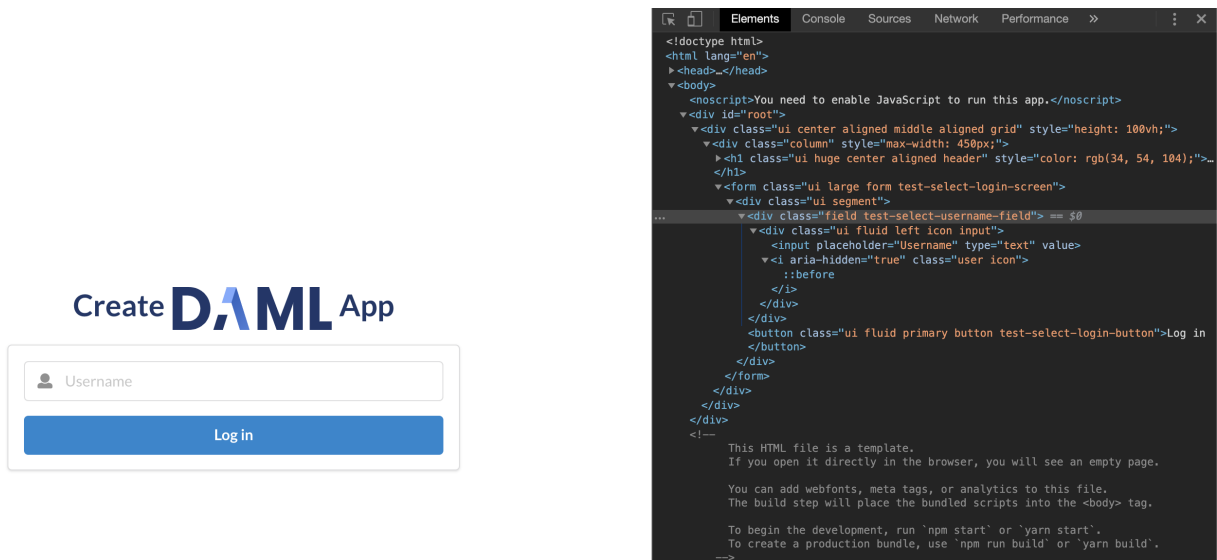 Create DAML App
Username
Log in
Elements Console Sources Network Performance »
<!doctype html>
<html lang="en">
▶<head>…</head>
▼<body>
<noscript>You need to enable JavaScript to run this app.</noscript>
▼<div id="root">
▼<div class="ui center aligned middle aligned grid" style="height: 100vh;">
▼<div class="column" style="max-width: 450px;">
▶<h1 class="ui huge center aligned header" style="color: rgb(34, 54, 104);">…
</h1>
▼<form class="ui large form test-select-login-screen">
▼<div class="ui segment">
… ▼<div class="field test-select-username-field"> == $0
▼<div class="ui fluid left icon input">
<input placeholder="Username" type="text" value>
▼<i aria-hidden="true" class="user icon">
::before
</i>
</div>
</div>
<button class="ui fluid primary button test-select-login-button">Log in
</button>
</div>
</form>
</div>
</div>
</div>
<!--
This HTML file is a template.
If you open it directly in the browser, you will see an empty page.
You can add webfonts, meta tags, or analytics to this file.
The build step will place the bundled scripts into the <body> tag.
To begin the development, run `npm start` or `yarn start`.
To create a production bundle, use `npm run build` or `yarn build`.
-->